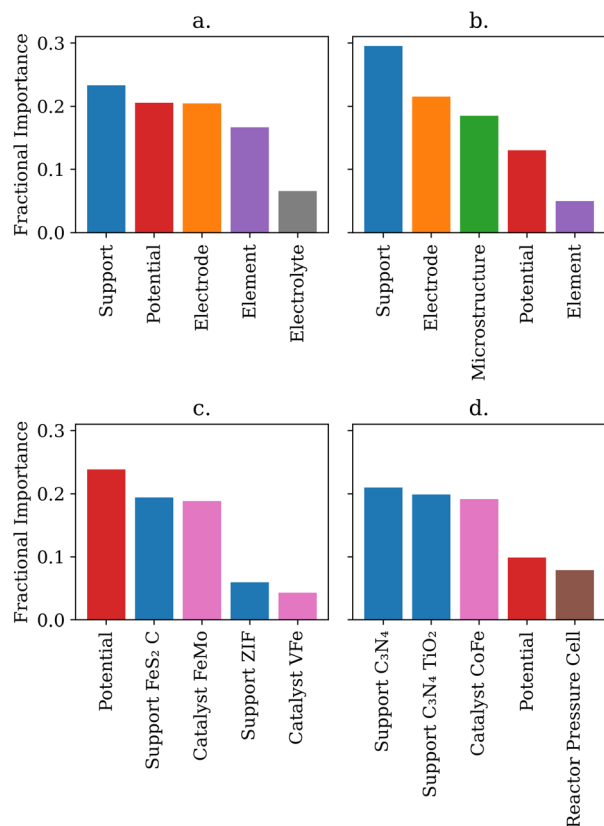 a.
b.
Fractional Importance
0.3
0.2
0.1
0.0
Support
Potential
Electrode
Element
Electrolyte
Support
Electrode
Microstructure
Potential
Element
c.
d.
Fractional Importance
0.3
0.2
0.1
0.0
Potential
Support FeS₂ C
Catalyst FeMo
Support ZIF
Catalyst VFe
Support C₃N₄
Support C₃N₄ TiO₂
Catalyst CoFe
Potential
Reactor Pressure Cell